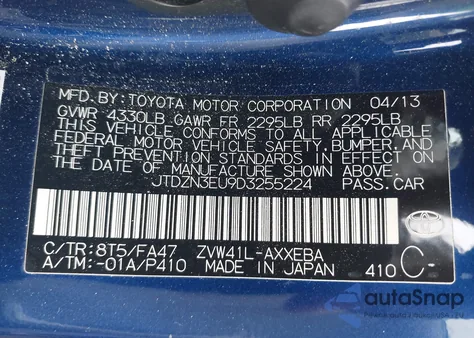 MFD.BY:TOYOTA MOTOR CORPORATION 04/13
GVWR 4330LB GAWR FR 2295LB RR 2295LB
THIS VEHICLE CONFORMS TO ALL APPLICABLE
FEDERAL MOTOR VEHICLE SAFETY,BUMPER,AND
THEFT PREVENTION STANDARDS IN EFFECT ON
THE DATE OF MANUFACTURE SHOWN ABOVE.
JTDZN3EU9D3255224 PASS.CAR
C/TR:8T5/FA47 ZVW41L-AXXEBA
A/TM:-01A/P410 MADE IN JAPAN 410 C-
autoSnap